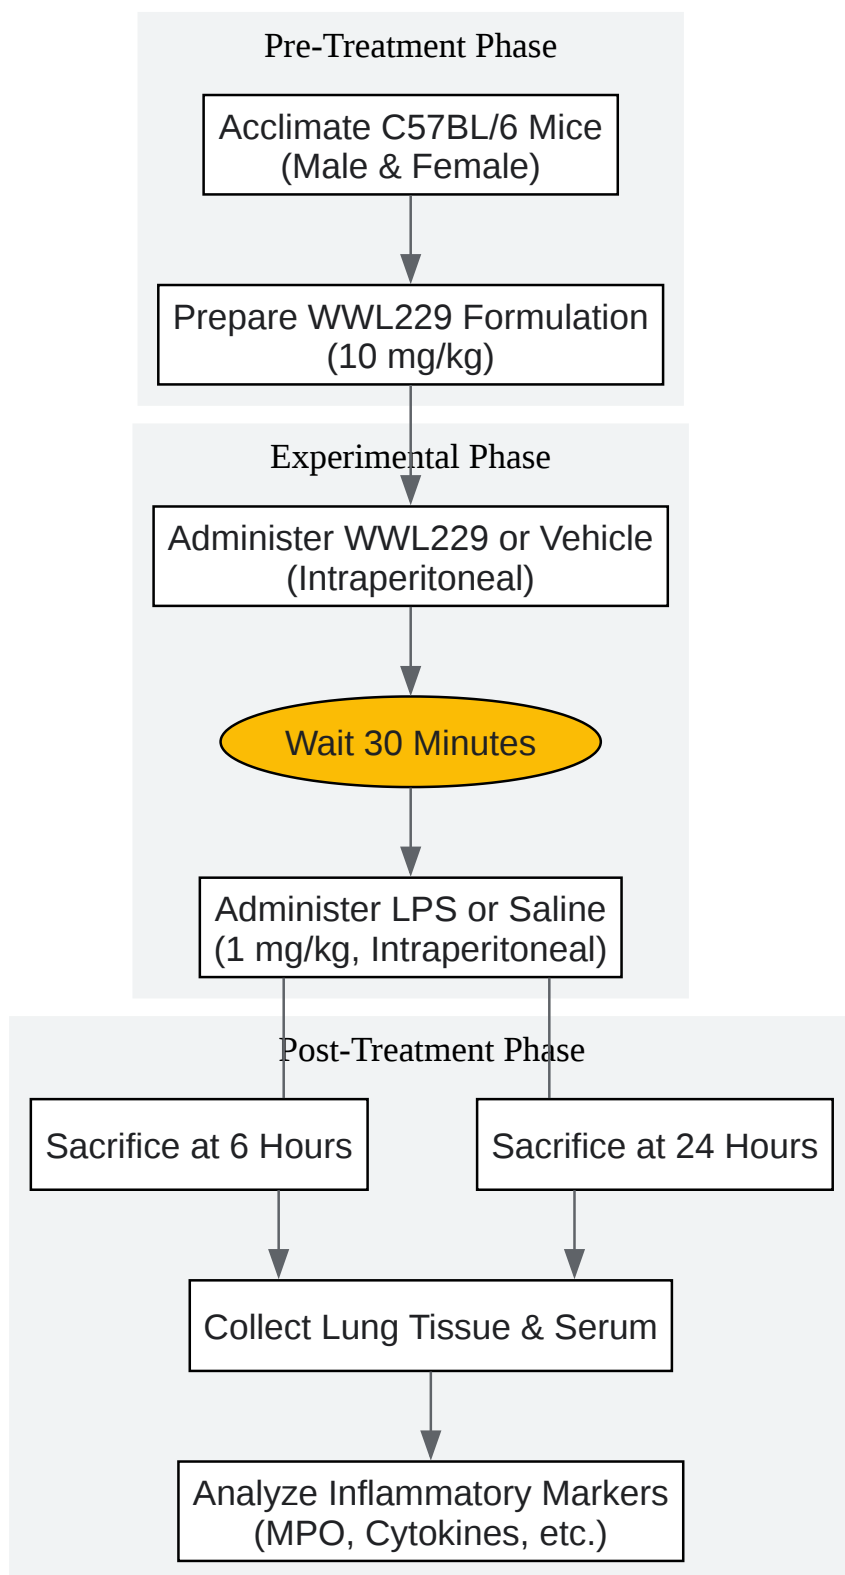 Pre-Treatment Phase
Acclimate C57BL/6 Mice
(Male & Female)
Prepare WWL229 Formulation
(10 mg/kg)
Experimental Phase
Administer WWL229 or Vehicle
(Intraperitoneal)
Wait 30 Minutes
Administer LPS or Saline
(1 mg/kg, Intraperitoneal)
Post-Treatment Phase
Sacrifice at 6 Hours
Sacrifice at 24 Hours
Collect Lung Tissue & Serum
Analyze Inflammatory Markers
(MPO, Cytokines, etc.)